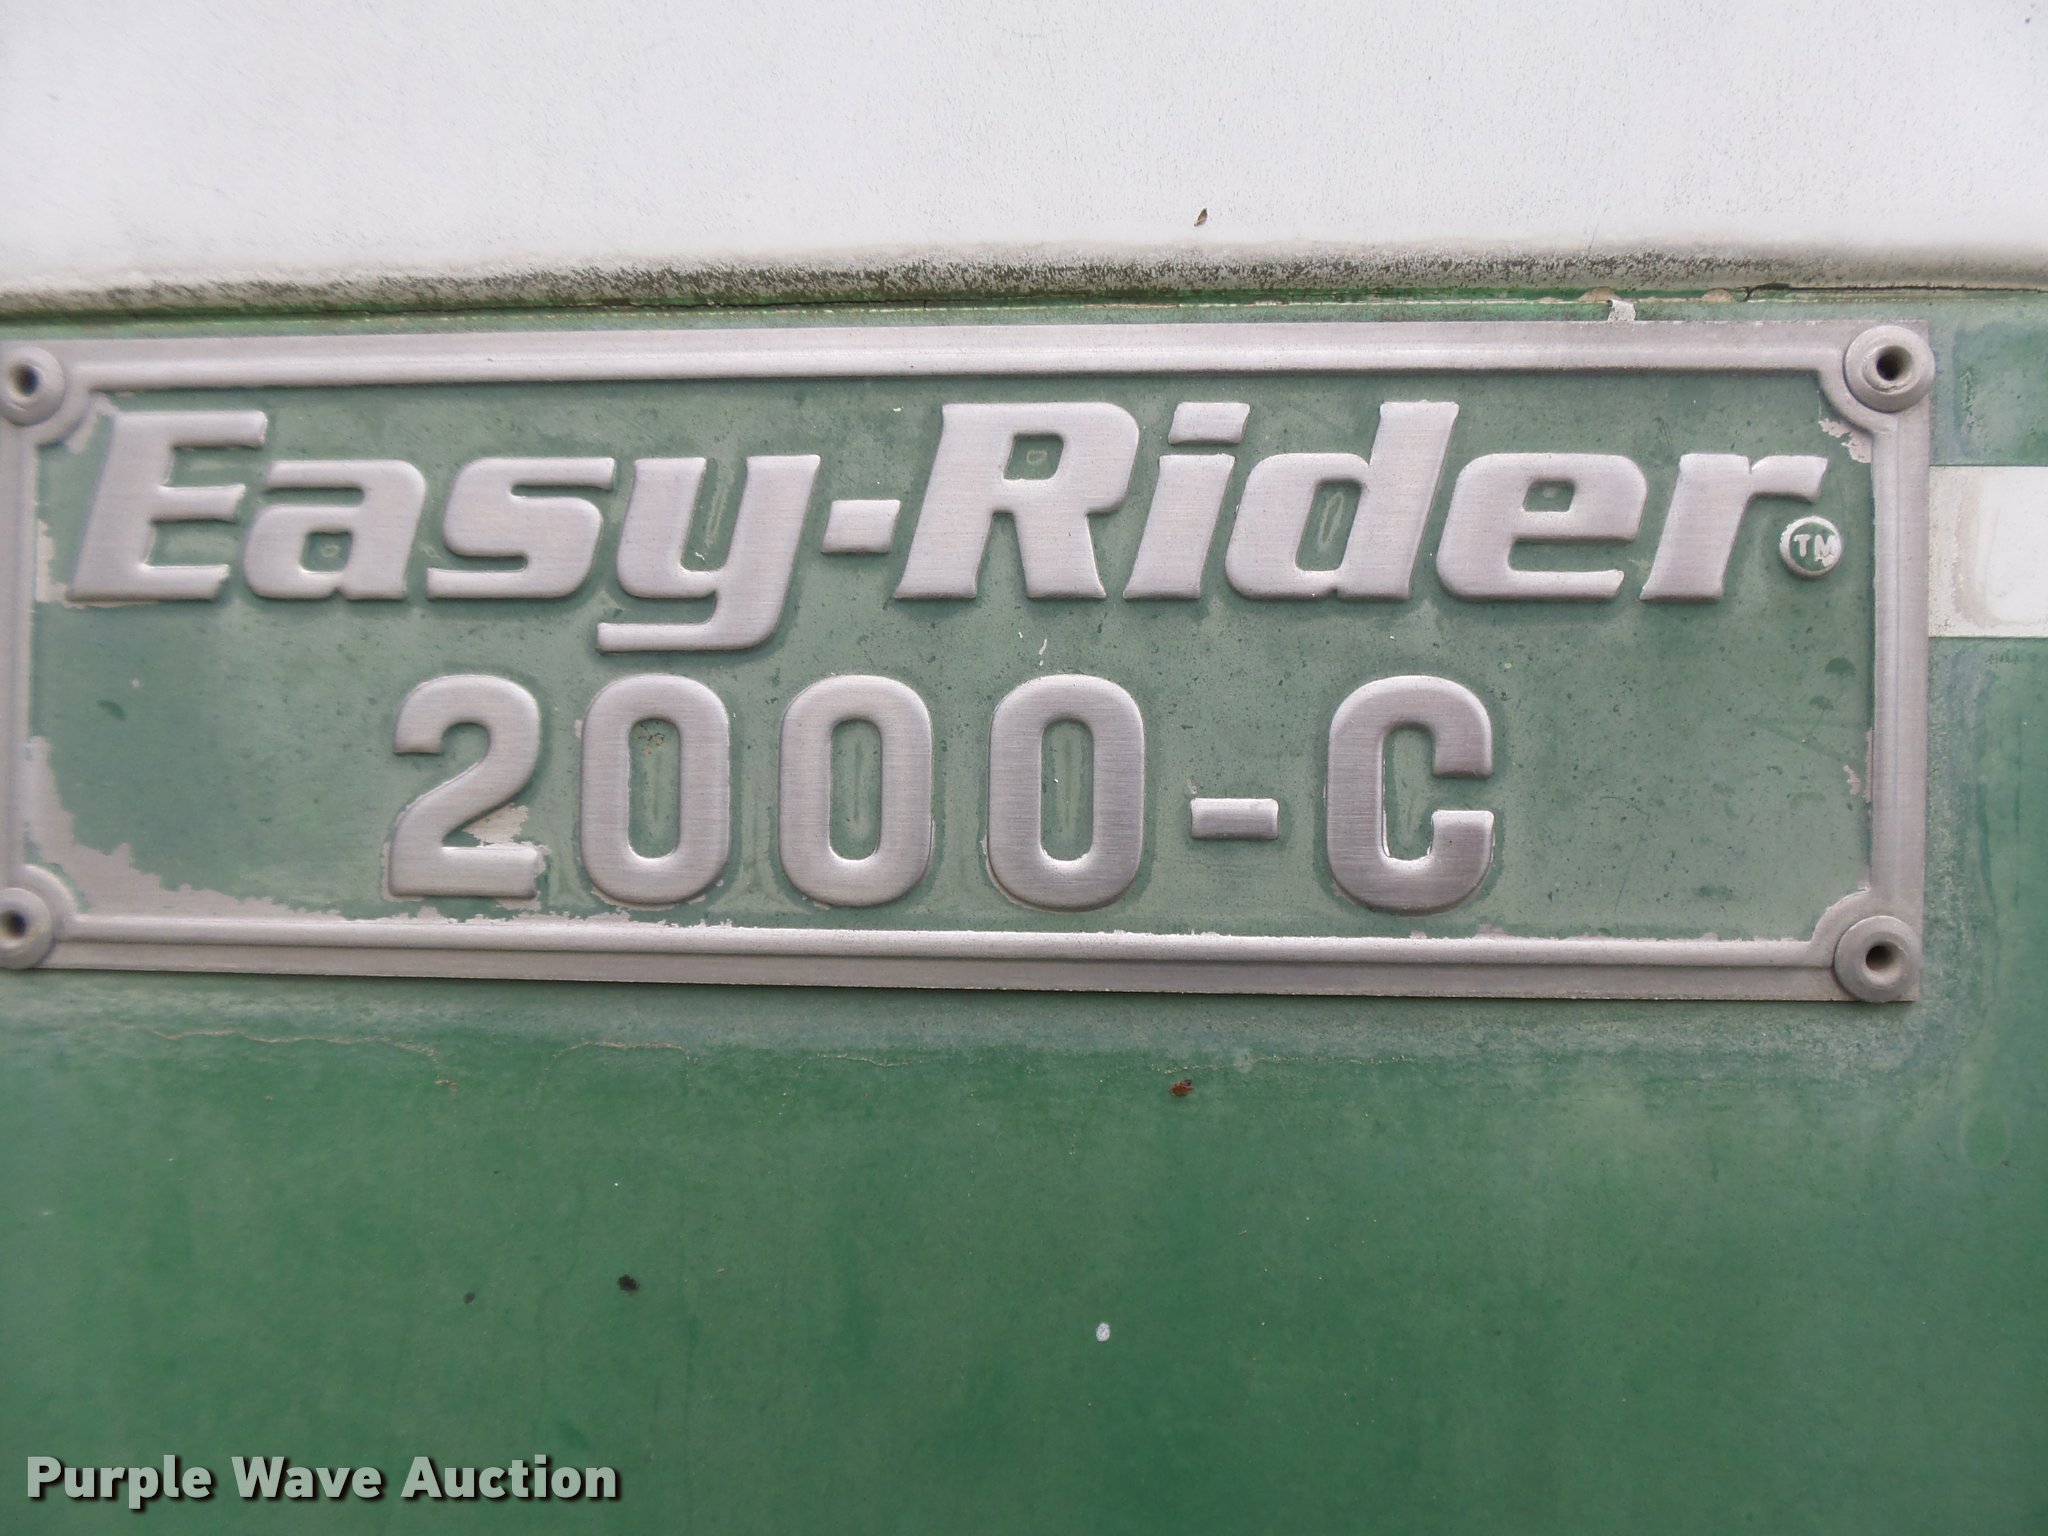 Easy-Rider™
2000-C
Purple Wave Auction